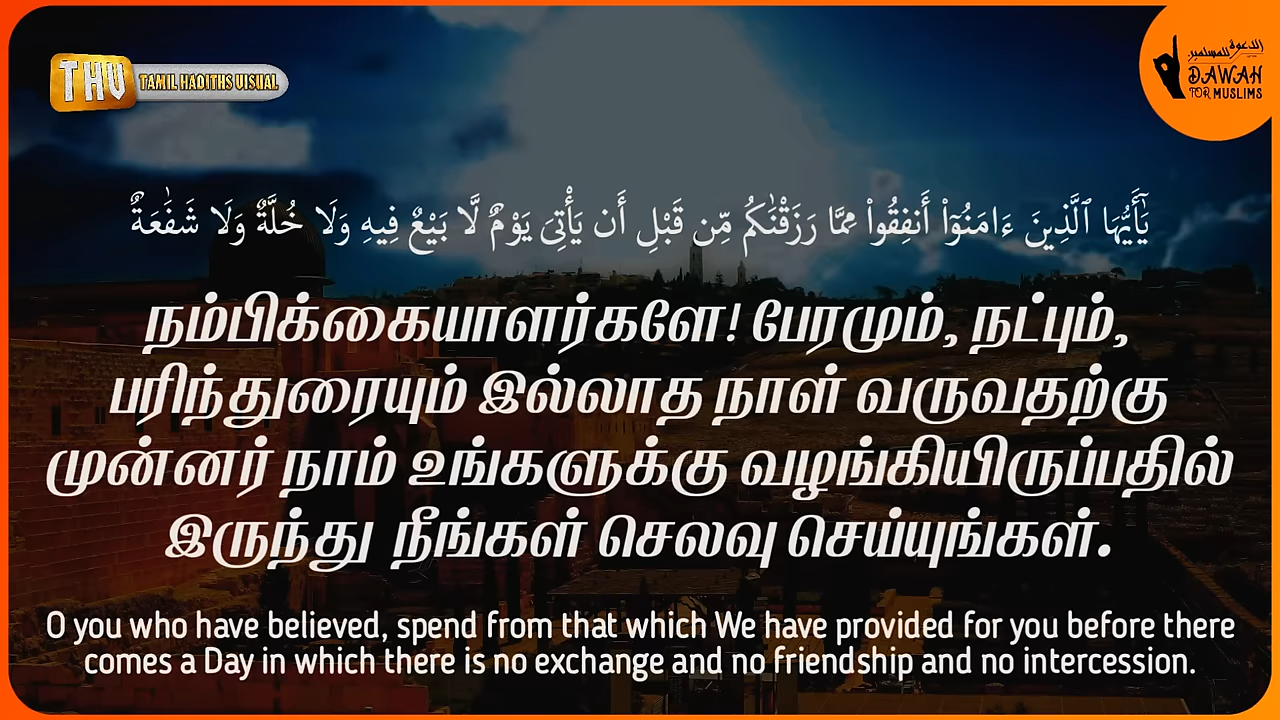 THV
TAMIL HADITHS VISUAL
الدعوة للمسلمين
DAWAH
FOR MUSLIMS
يَٰٓأَيُّهَا ٱلَّذِينَ ءَامَنُوٓا۟ أَنفِقُوا۟ مِمَّا رَزَقْنَٰكُم مِّن قَبْلِ أَن يَأْتِىَ يَوْمٌ لَّا بَيْعٌ فِيهِ وَلَا خُلَّةٌ وَلَا شَفَٰعَةٌ
நம்பிக்கையாளர்களே! பேரமும், நட்பும்,
பரிந்துரையும் இல்லாத நாள் வருவதற்கு
முன்னர் நாம் உங்களுக்கு வழங்கியிருப்பதில்
இருந்து நீங்கள் செலவு செய்யுங்கள்.
O you who have believed, spend from that which We have provided for you before there
comes a Day in which there is no exchange and no friendship and no intercession.